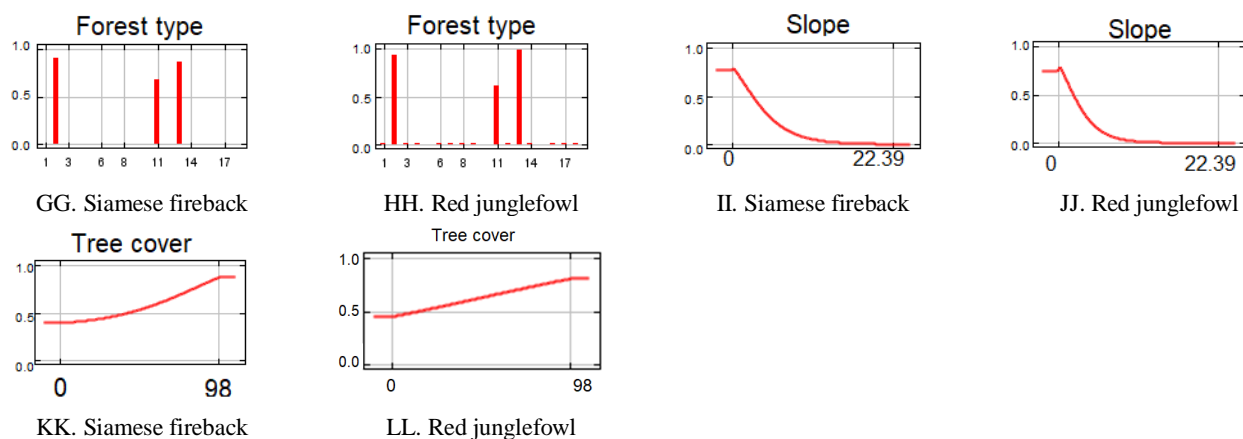 Forest type
1.0
0.5
0.0
1 3 6 8 11 14 17
GG. Siamese fireback
Forest type
1.0
0.5
0.0
1 3 6 8 11 14 17
HH. Red junglefowl
Slope
1.0
0.5
0.0
0 22.39
II. Siamese fireback
Slope
1.0
0.5
0.0
0 22.39
JJ. Red junglefowl
Tree cover
1.0
0.5
0.0
0 98
KK. Siamese fireback
Tree cover
1.0
0.5
0.0
0 98
LL. Red junglefowl